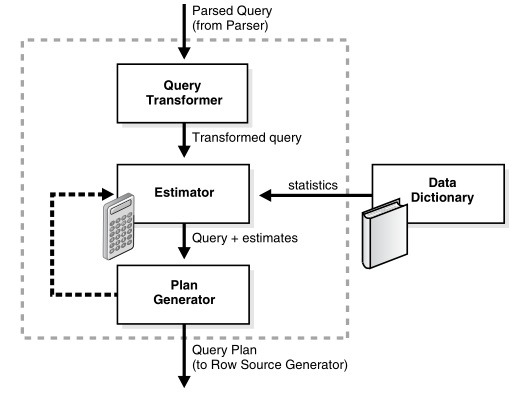 Parsed Query
(from Parser)
Query
Transformer
Transformed query
Estimator
statistics
Data
Dictionary
Query + estimates
Plan
Generator
Query Plan
(to Row Source Generator)